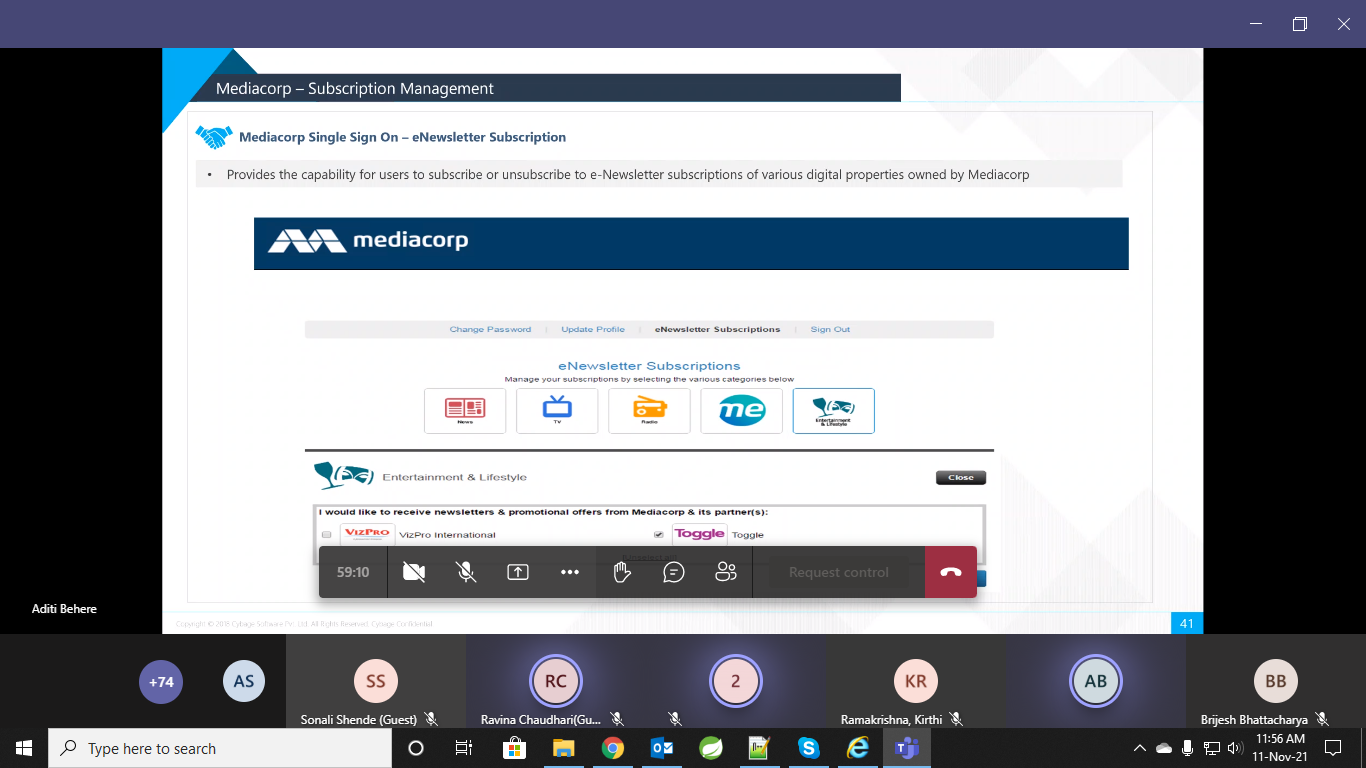 Mediacorp – Subscription Management
Mediacorp Single Sign On – eNewsletter Subscription
• Provides the capability for users to subscribe or unsubscribe to e-Newsletter subscriptions of various digital properties owned by Mediacorp
mediacorp
Change Password | Update Profile | eNewsletter Subscriptions | Sign Out
eNewsletter Subscriptions
Manage your subscriptions by selecting the various categories below
me
News TV Radio Entertainment
& Lifestyle
Entertainment & Lifestyle Close
I would like to receive newsletters & promotional offers from Mediacorp & its partner(s):
VIZPRO VizPro International Toggle Toggle
59:10 Request control
Aditi Behere
Copyright © Cybage Software Pvt. Ltd. All Rights Reserved. Cybage Confidential 41
+74 AS SS RC 2 KR AB BB
Sonali Shende (Guest) Ravina Chaudhari(Gu... Ramakrishna, Kirthi Brijesh Bhattacharya
Type here to search
11:56 AM
11-Nov-21